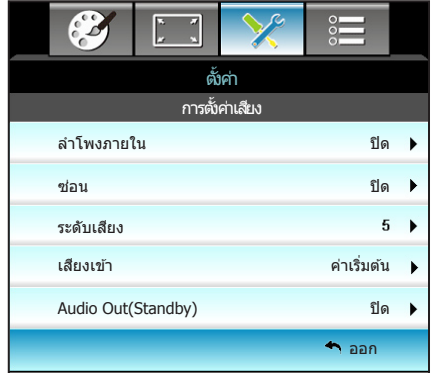 ตั้งค่า
การตั้งค่าเสียง
ลำโพงภายใน ปิด
ซ่อน ปิด
ระดับเสียง 5
เสียงเข้า ค่าเริ่มต้น
Audio Out(Standby) ปิด
ออก